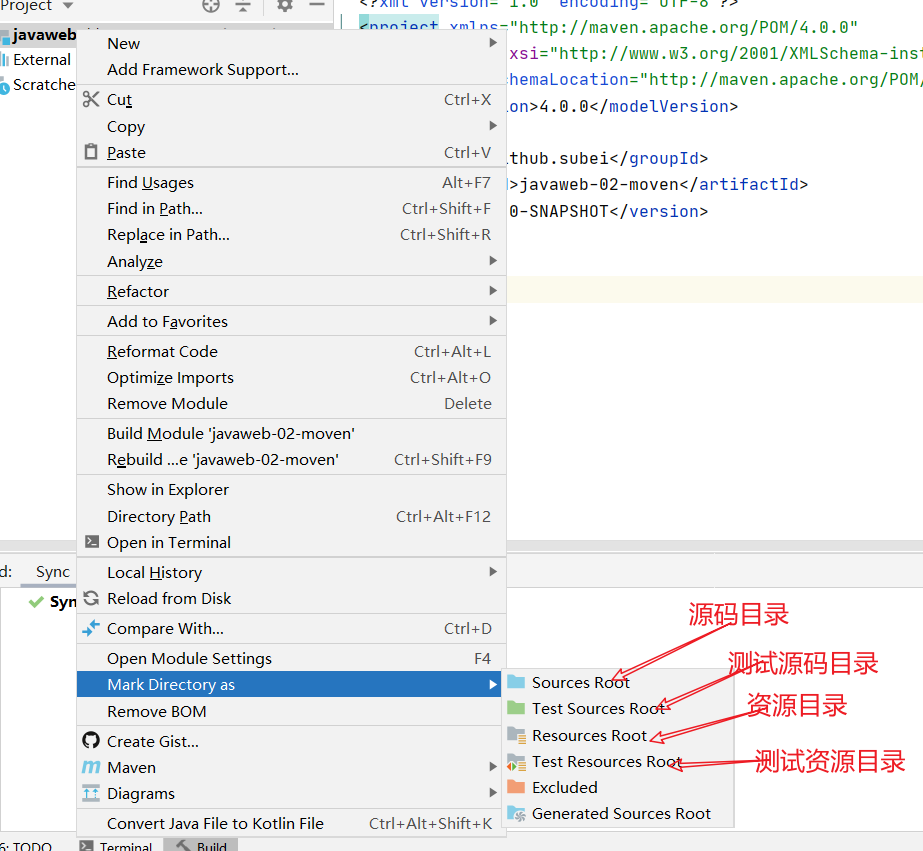 Project
<?xml version="1.0" encoding="UTF-8"?>
<project xmlns="http://maven.apache.org/POM/4.0.0"
javaweb
xsi="http://www.w3.org/2001/XMLSchema-inst
External
chemaLocation="http://maven.apache.org/POM/
Scratche
on>4.0.0</modelVersion>
thub.subei</groupId>
d>javaweb-02-moven</artifactId>
0-SNAPSHOT</version>
New
Add Framework Support...
Cut Ctrl+X
Copy
Paste Ctrl+V
Find Usages Alt+F7
Find in Path... Ctrl+Shift+F
Replace in Path... Ctrl+Shift+R
Analyze
Refactor
Add to Favorites
Reformat Code Ctrl+Alt+L
Optimize Imports Ctrl+Alt+O
Remove Module Delete
Build Module 'javaweb-02-moven'
Rebuild ...e 'javaweb-02-moven' Ctrl+Shift+F9
Show in Explorer
Directory Path Ctrl+Alt+F12
Open in Terminal
Local History
Reload from Disk
Compare With... Ctrl+D
Open Module Settings F4
Mark Directory as
Remove BOM
Create Gist...
Maven
Diagrams
Convert Java File to Kotlin File Ctrl+Alt+Shift+K
d: Sync
Syn
Sources Root
Test Sources Root
Resources Root
Test Resources Root
Excluded
Generated Sources Root
源码目录
测试源码目录
资源目录
测试资源目录
6: TODO
Terminal
Build